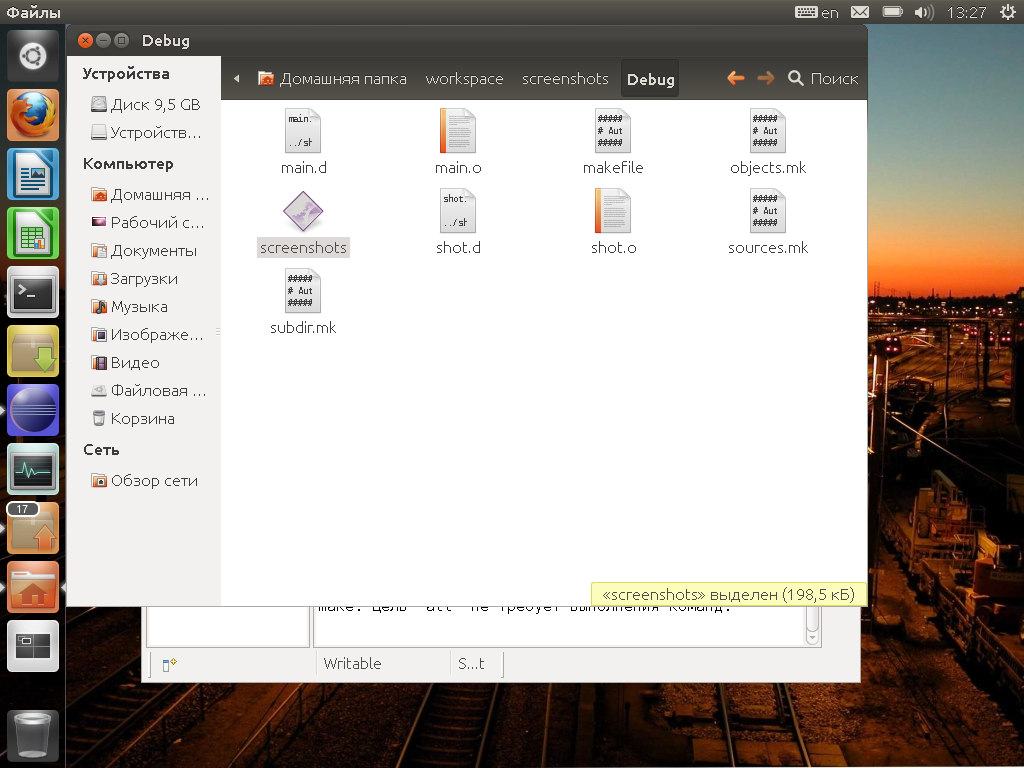 Файлы
en
13:27
Debug
Устройства
Диск 9,5 GB
Устройств...
Компьютер
Домашняя ...
Рабочий с...
Документы
Загрузки
Музыка
Изображе...
Видео
Файловая ...
Корзина
Сеть
Обзор сети
Домашняя папка
workspace
screenshots
Debug
Поиск
main.
../sh
main.d
main.o
#####
# Aut
#####
makefile
#####
# Aut
#####
objects.mk
screenshots
shot.
../sh
shot.d
shot.o
#####
# Aut
#####
sources.mk
#####
# Aut
#####
subdir.mk
«screenshots» выделен (198,5 кБ)
make: Цель `all' не требует выполнения команд.
Writable
S...t
17